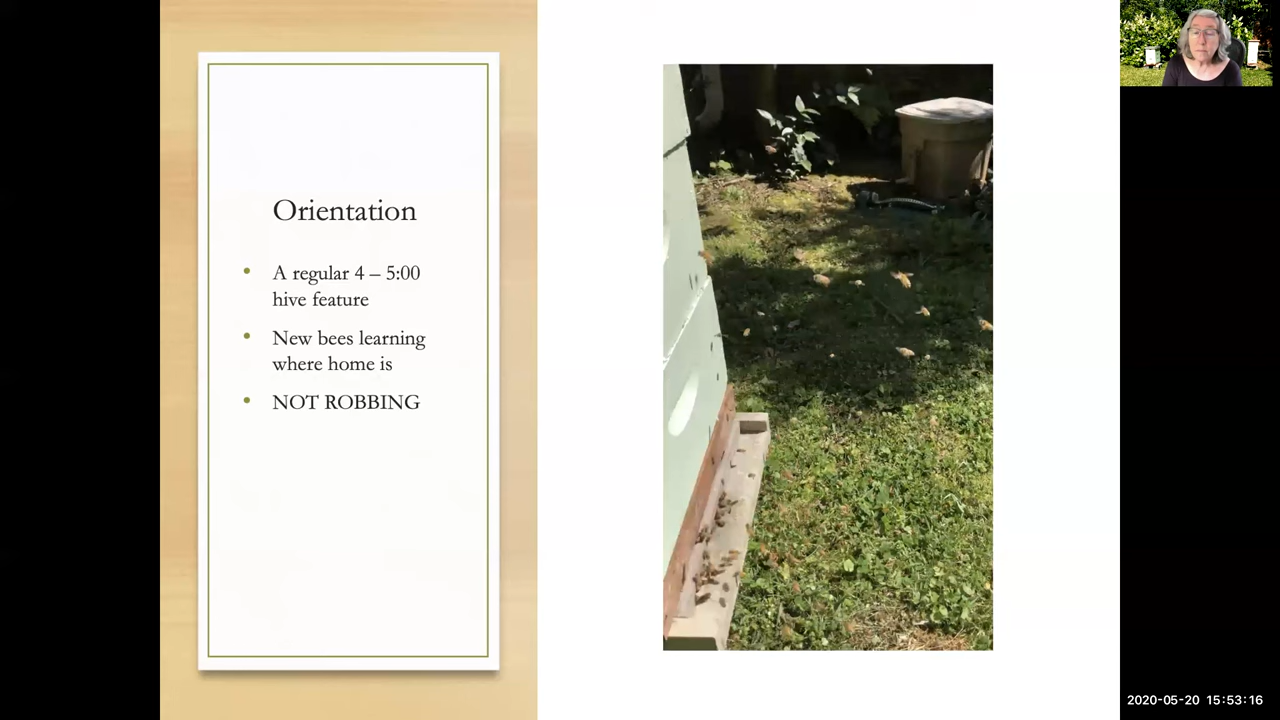 Orientation
• A regular 4 – 5:00
hive feature
• New bees learning
where home is
• NOT ROBBING
2020-05-20 15:53:16